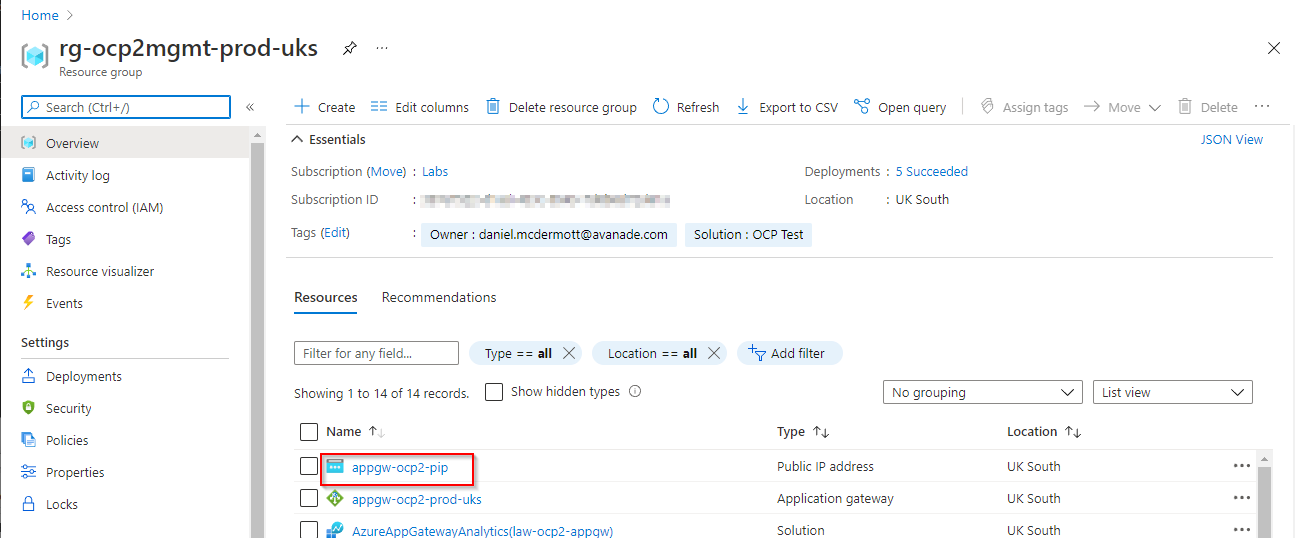 Home >
rg-ocp2mgmt-prod-uks ...
Resource group
Search (Ctrl+/) «
Overview
Activity log
Access control (IAM)
Tags
Resource visualizer
Events
Settings
Deployments
Security
Policies
Properties
Locks
Create Edit columns Delete resource group Refresh Export to CSV Open query Assign tags Move Delete ...
Essentials JSON View
Subscription (Move) : Labs Deployments : 5 Succeeded
Subscription ID : Location : UK South
Tags (Edit) : Owner : daniel.mcdermott@avanade.com Solution : OCP Test
Resources Recommendations
Filter for any field... Type == all Location == all Add filter
Showing 1 to 14 of 14 records. Show hidden types No grouping List view
Name ↑↓ Type ↑↓ Location ↑↓
appgw-ocp2-pip Public IP address UK South ...
appgw-ocp2-prod-uks Application gateway UK South ...
AzureAppGatewayAnalytics(law-ocp2-appgw) Solution UK South ...